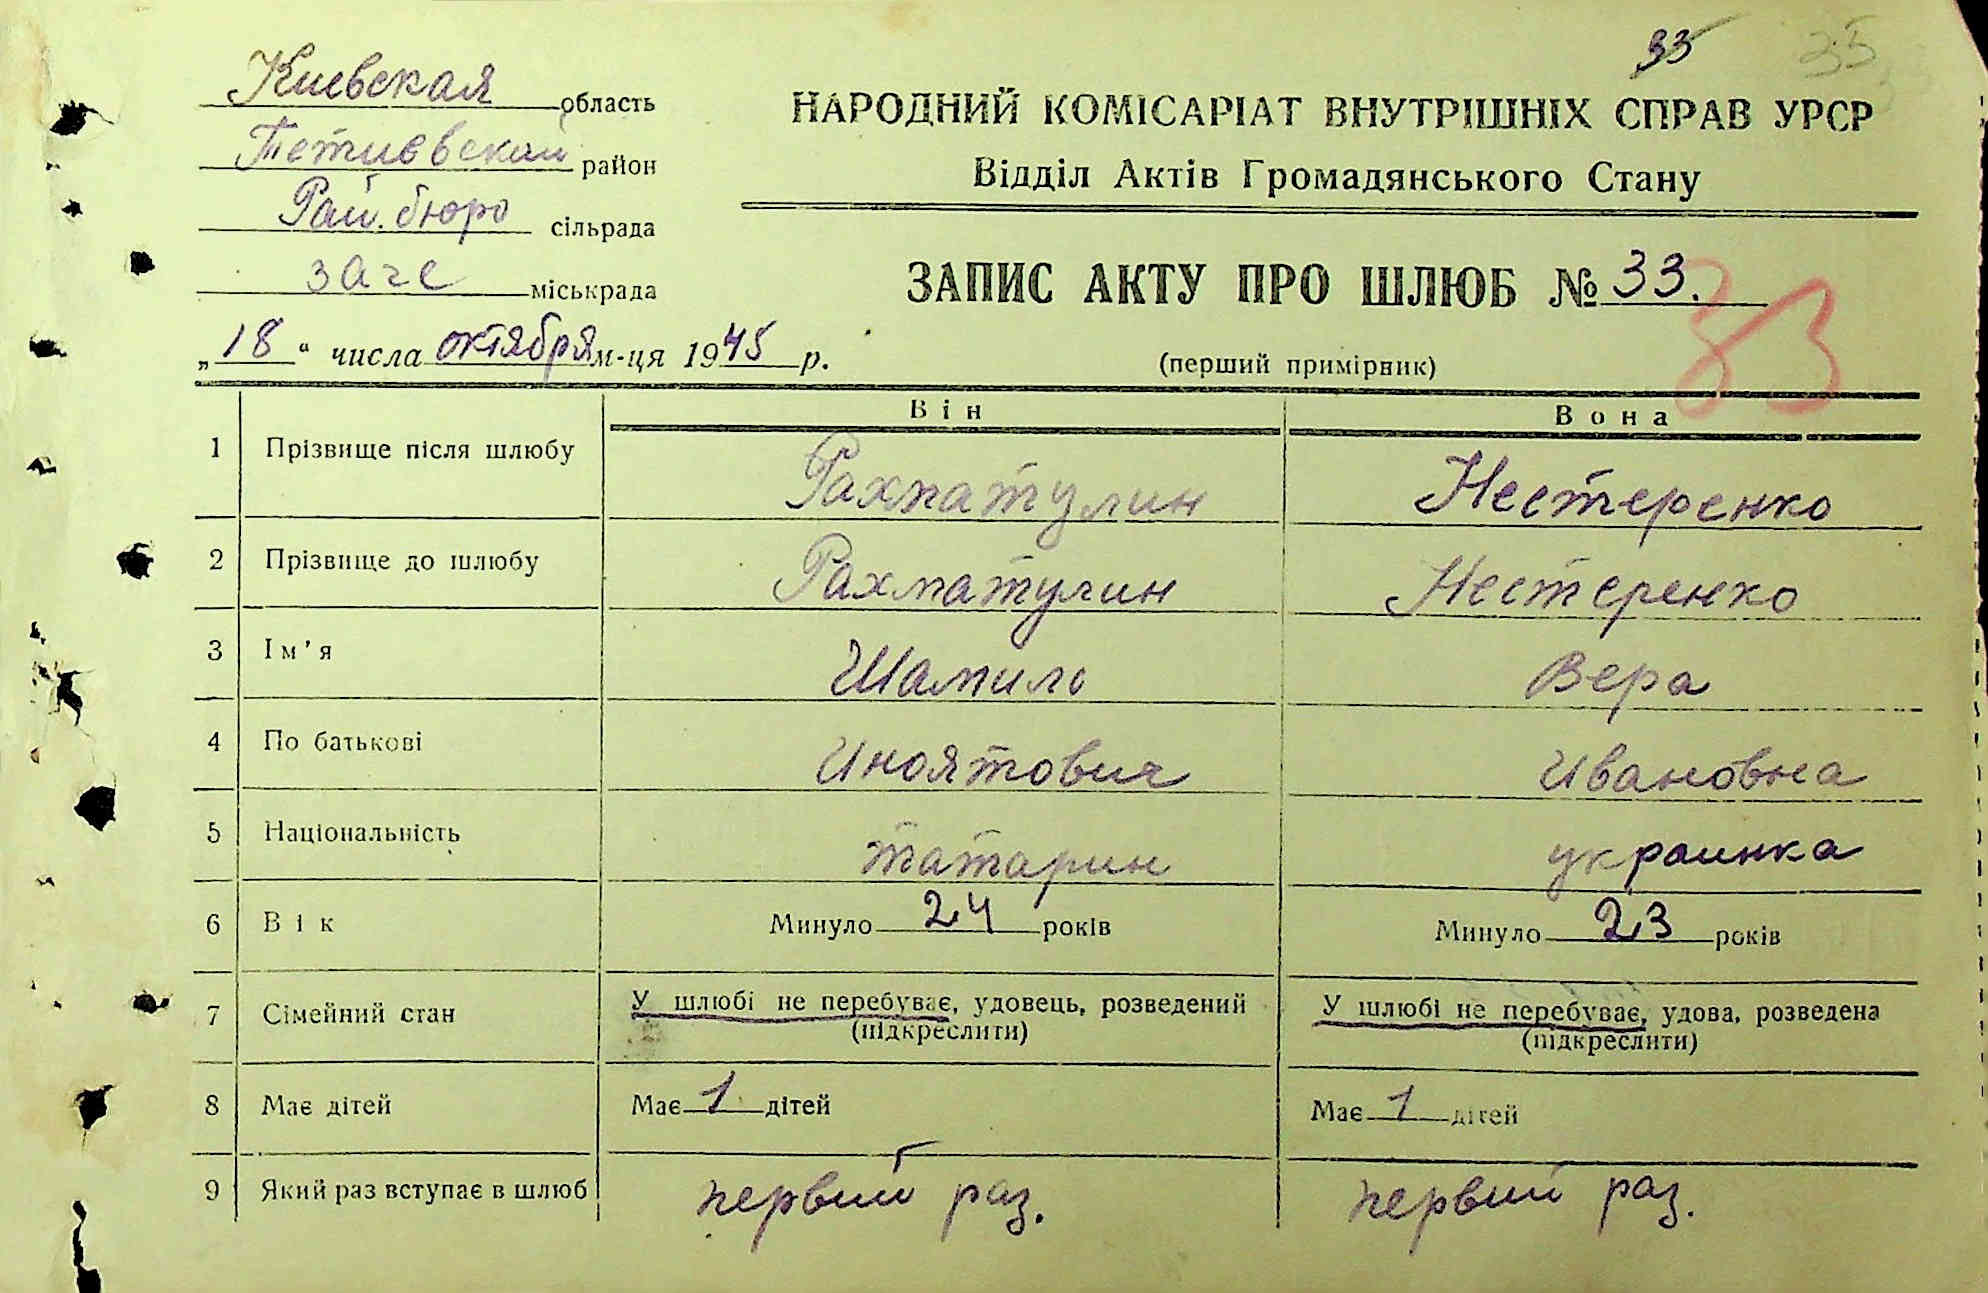 35 35
Киевская область
Тетиевский район
Рай. бюро сільрада
загс міськрада
„18“ числа октября м-ця 1945 р.
НАРОДНИЙ КОМІСАРІАТ ВНУТРІШНІХ СПРАВ УРСР
Відділ Актів Громадянського Стану
ЗАПИС АКТУ ПРО ШЛЮБ № 33.
33
(перший примірник)
Він Вона
1 Прізвище після шлюбу Рахматулин Нестеренко
2 Прізвище до шлюбу Рахматулин Нестеренко
3 Ім'я Шамиль Вера
4 По батькові Иноятович Ивановна
5 Національність татарин украинка
6 Вік Минуло 24 років Минуло 23 років
7 Сімейний стан У шлюбі не перебуває, удовець, розведений У шлюбі не перебуває, удова, розведена
(підкреслити) (підкреслити)
8 Має дітей Має 1 дітей Має 1 дітей
9 Який раз вступає в шлюб первий раз. первий раз.